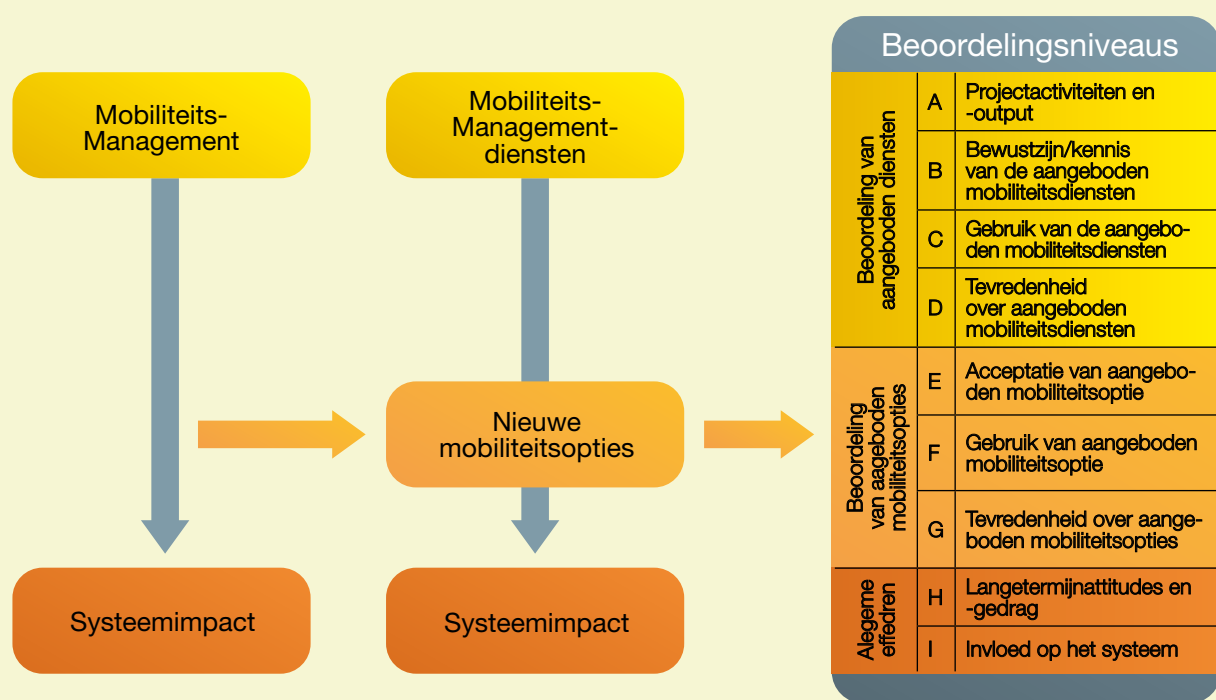 Mobiliteits-
Management
Systeemimpact
Mobiliteits-
Management-
diensten
Nieuwe
mobiliteitsopties
Systeemimpact
Beoordelingsniveaus
Beoordeling van
aangeboden diensten
A
Projectactiviteiten en
-output
B
Bewustzijn/kennis
van de aangeboden
mobiliteitsdiensten
C
Gebruik van de aangebo-
den mobiliteitsdiensten
D
Tevredenheid
over aangeboden
mobiliteitsdiensten
Beoordeling
van aageboden
mobiliteitsopties
E
Acceptatie van aangebo-
den mobiliteitsoptie
F
Gebruik van aangeboden
mobiliteitsoptie
G
Tevredenheid over aange-
boden mobiliteitsopties
Alegeme
effedren
H
Langetermijnattitudes en
-gedrag
I
Invloed op het systeem